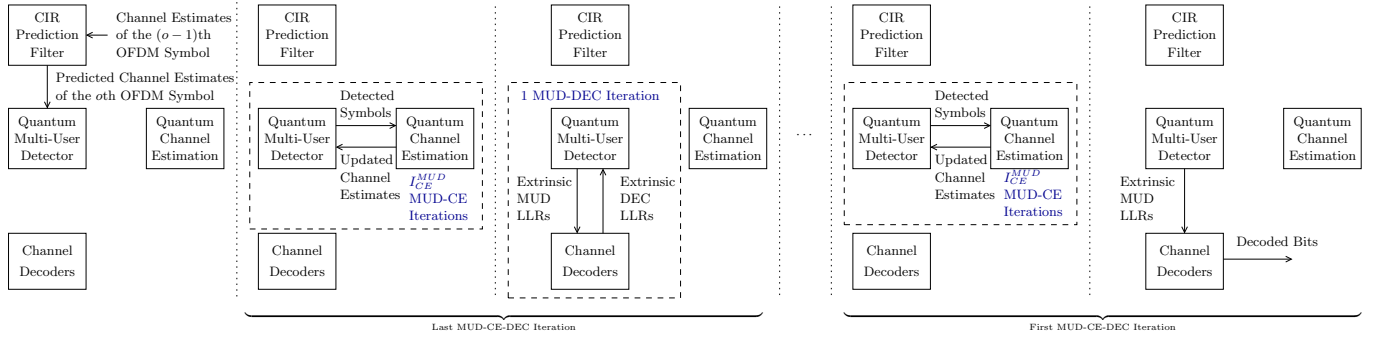 CIR
Prediction
Filter
Channel Estimates
of the (o − 1)th
OFDM Symbol
Predicted Channel Estimates
of the oth OFDM Symbol
Quantum
Multi-User
Detector
Quantum
Channel
Estimation
Channel
Decoders
CIR
Prediction
Filter
Detected
Symbols
Quantum
Multi-User
Detector
Quantum
Channel
Estimation
Updated
Channel
Estimates
I_{CE}^{MUD}
MUD-CE
Iterations
Channel
Decoders
CIR
Prediction
Filter
1 MUD-DEC Iteration
Quantum
Multi-User
Detector
Quantum
Channel
Estimation
Extrinsic
MUD
LLRs
Extrinsic
DEC
LLRs
Channel
Decoders
Last MUD-CE-DEC Iteration
...
CIR
Prediction
Filter
Detected
Symbols
Quantum
Multi-User
Detector
Quantum
Channel
Estimation
Updated
Channel
Estimates
I_{CE}^{MUD}
MUD-CE
Iterations
Channel
Decoders
CIR
Prediction
Filter
Quantum
Multi-User
Detector
Quantum
Channel
Estimation
Extrinsic
MUD
LLRs
Channel
Decoders
Decoded Bits
First MUD-CE-DEC Iteration